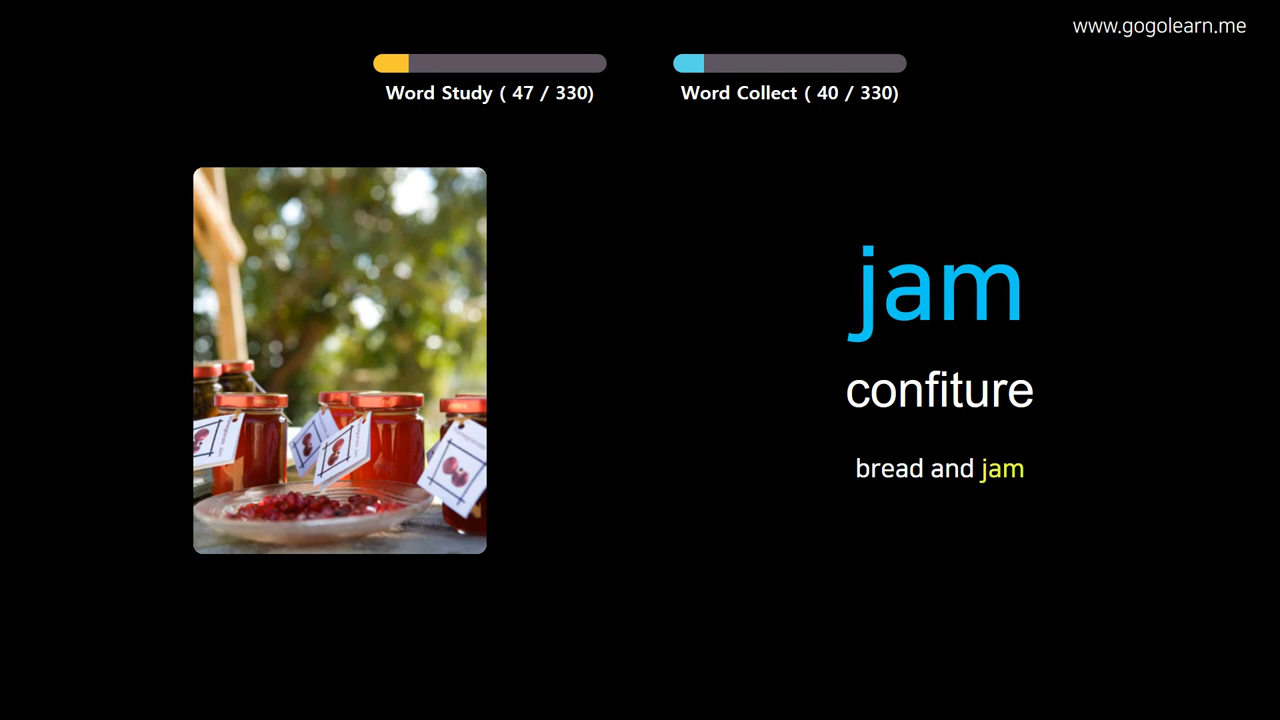 www.gogolearn.me
Word Study ( 47 / 330)
Word Collect ( 40 / 330)
jam
confiture
bread and jam